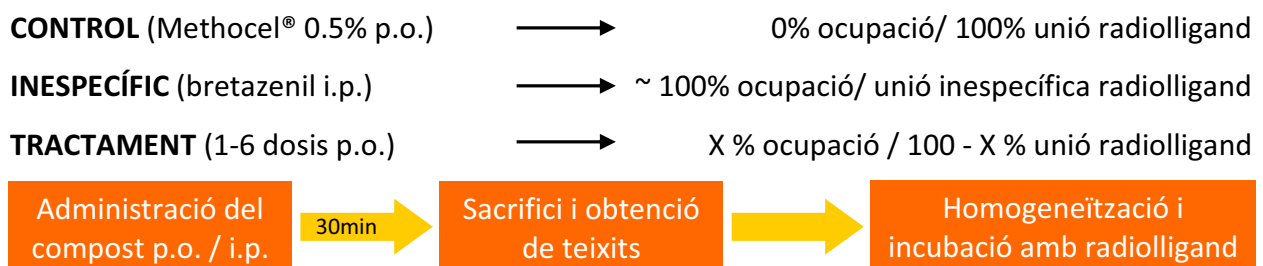 CONTROL (Methocel® 0.5% p.o.) 0% ocupació/ 100% unió radiolligand
INESPECÍFIC (bretazenil i.p.) ~ 100% ocupació/ unió inespecífica radiolligand
TRACTAMENT (1-6 dosis p.o.) X % ocupació / 100 - X % unió radiolligand
Administració del
compost p.o. / i.p.
30min
Sacrifici i obtenció
de teixits
Homogeneïtzació i
incubació amb radiolligand